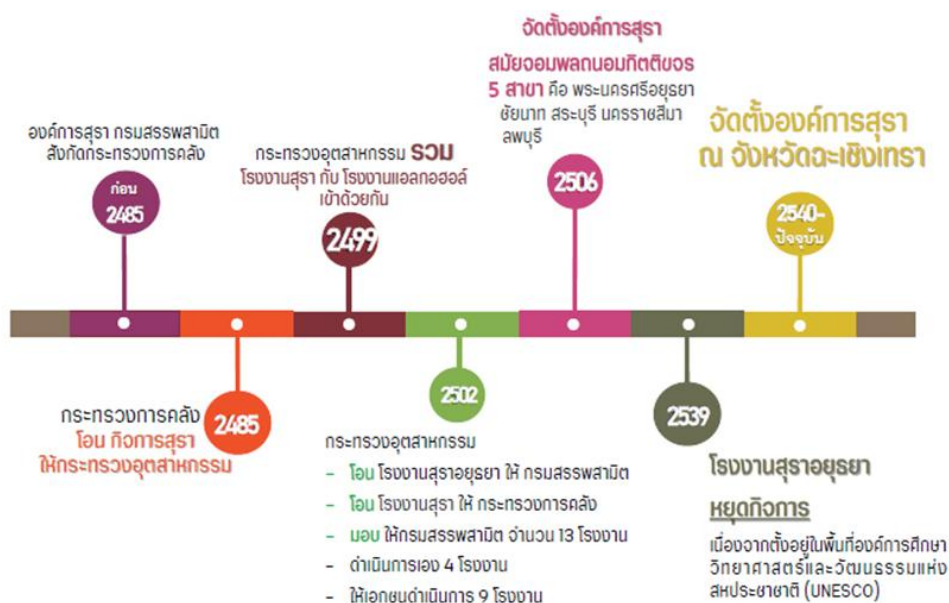 องค์การสุรา กรมสรรพสามิต
สังกัดกระทรวงการคลัง
ก่อน
2485
กระทรวงการคลัง
โอน กิจการสุรา
ให้กระทรวงอุตสาหกรรม
2485
กระทรวงอุตสาหกรรม รวม
โรงงานสุรา กับ โรงงานแอลกอฮอล์
เข้าด้วยกัน
2499
2502
กระทรวงอุตสาหกรรม
- โอน โรงงานสุราอยุธยา ให้ กรมสรรพสามิต
- โอน โรงงานสุรา ให้ กระทรวงการคลัง
- มอบ ให้กรมสรรพสามิต จำนวน 13 โรงงาน
- ดำเนินการเอง 4 โรงงาน
- ให้เอกชนดำเนินการ 9 โรงงาน
จัดตั้งองค์การสุรา
สมัยจอมพลถนอมกิตติขจร
5 สาขา คือ พระนครศรีอยุธยา
ชัยนาท สระบุรี นครราชสีมา
ลพบุรี
2506
2539
โรงงานสุราอยุธยา
หยุดกิจการ
เนื่องจากตั้งอยู่ในพื้นที่องค์การศึกษา
วิทยาศาสตร์และวัฒนธรรมแห่ง
สหประชาชาติ (UNESCO)
จัดตั้งองค์การสุรา
ณ จังหวัดฉะเชิงเทรา
2540-
ปัจจุบัน